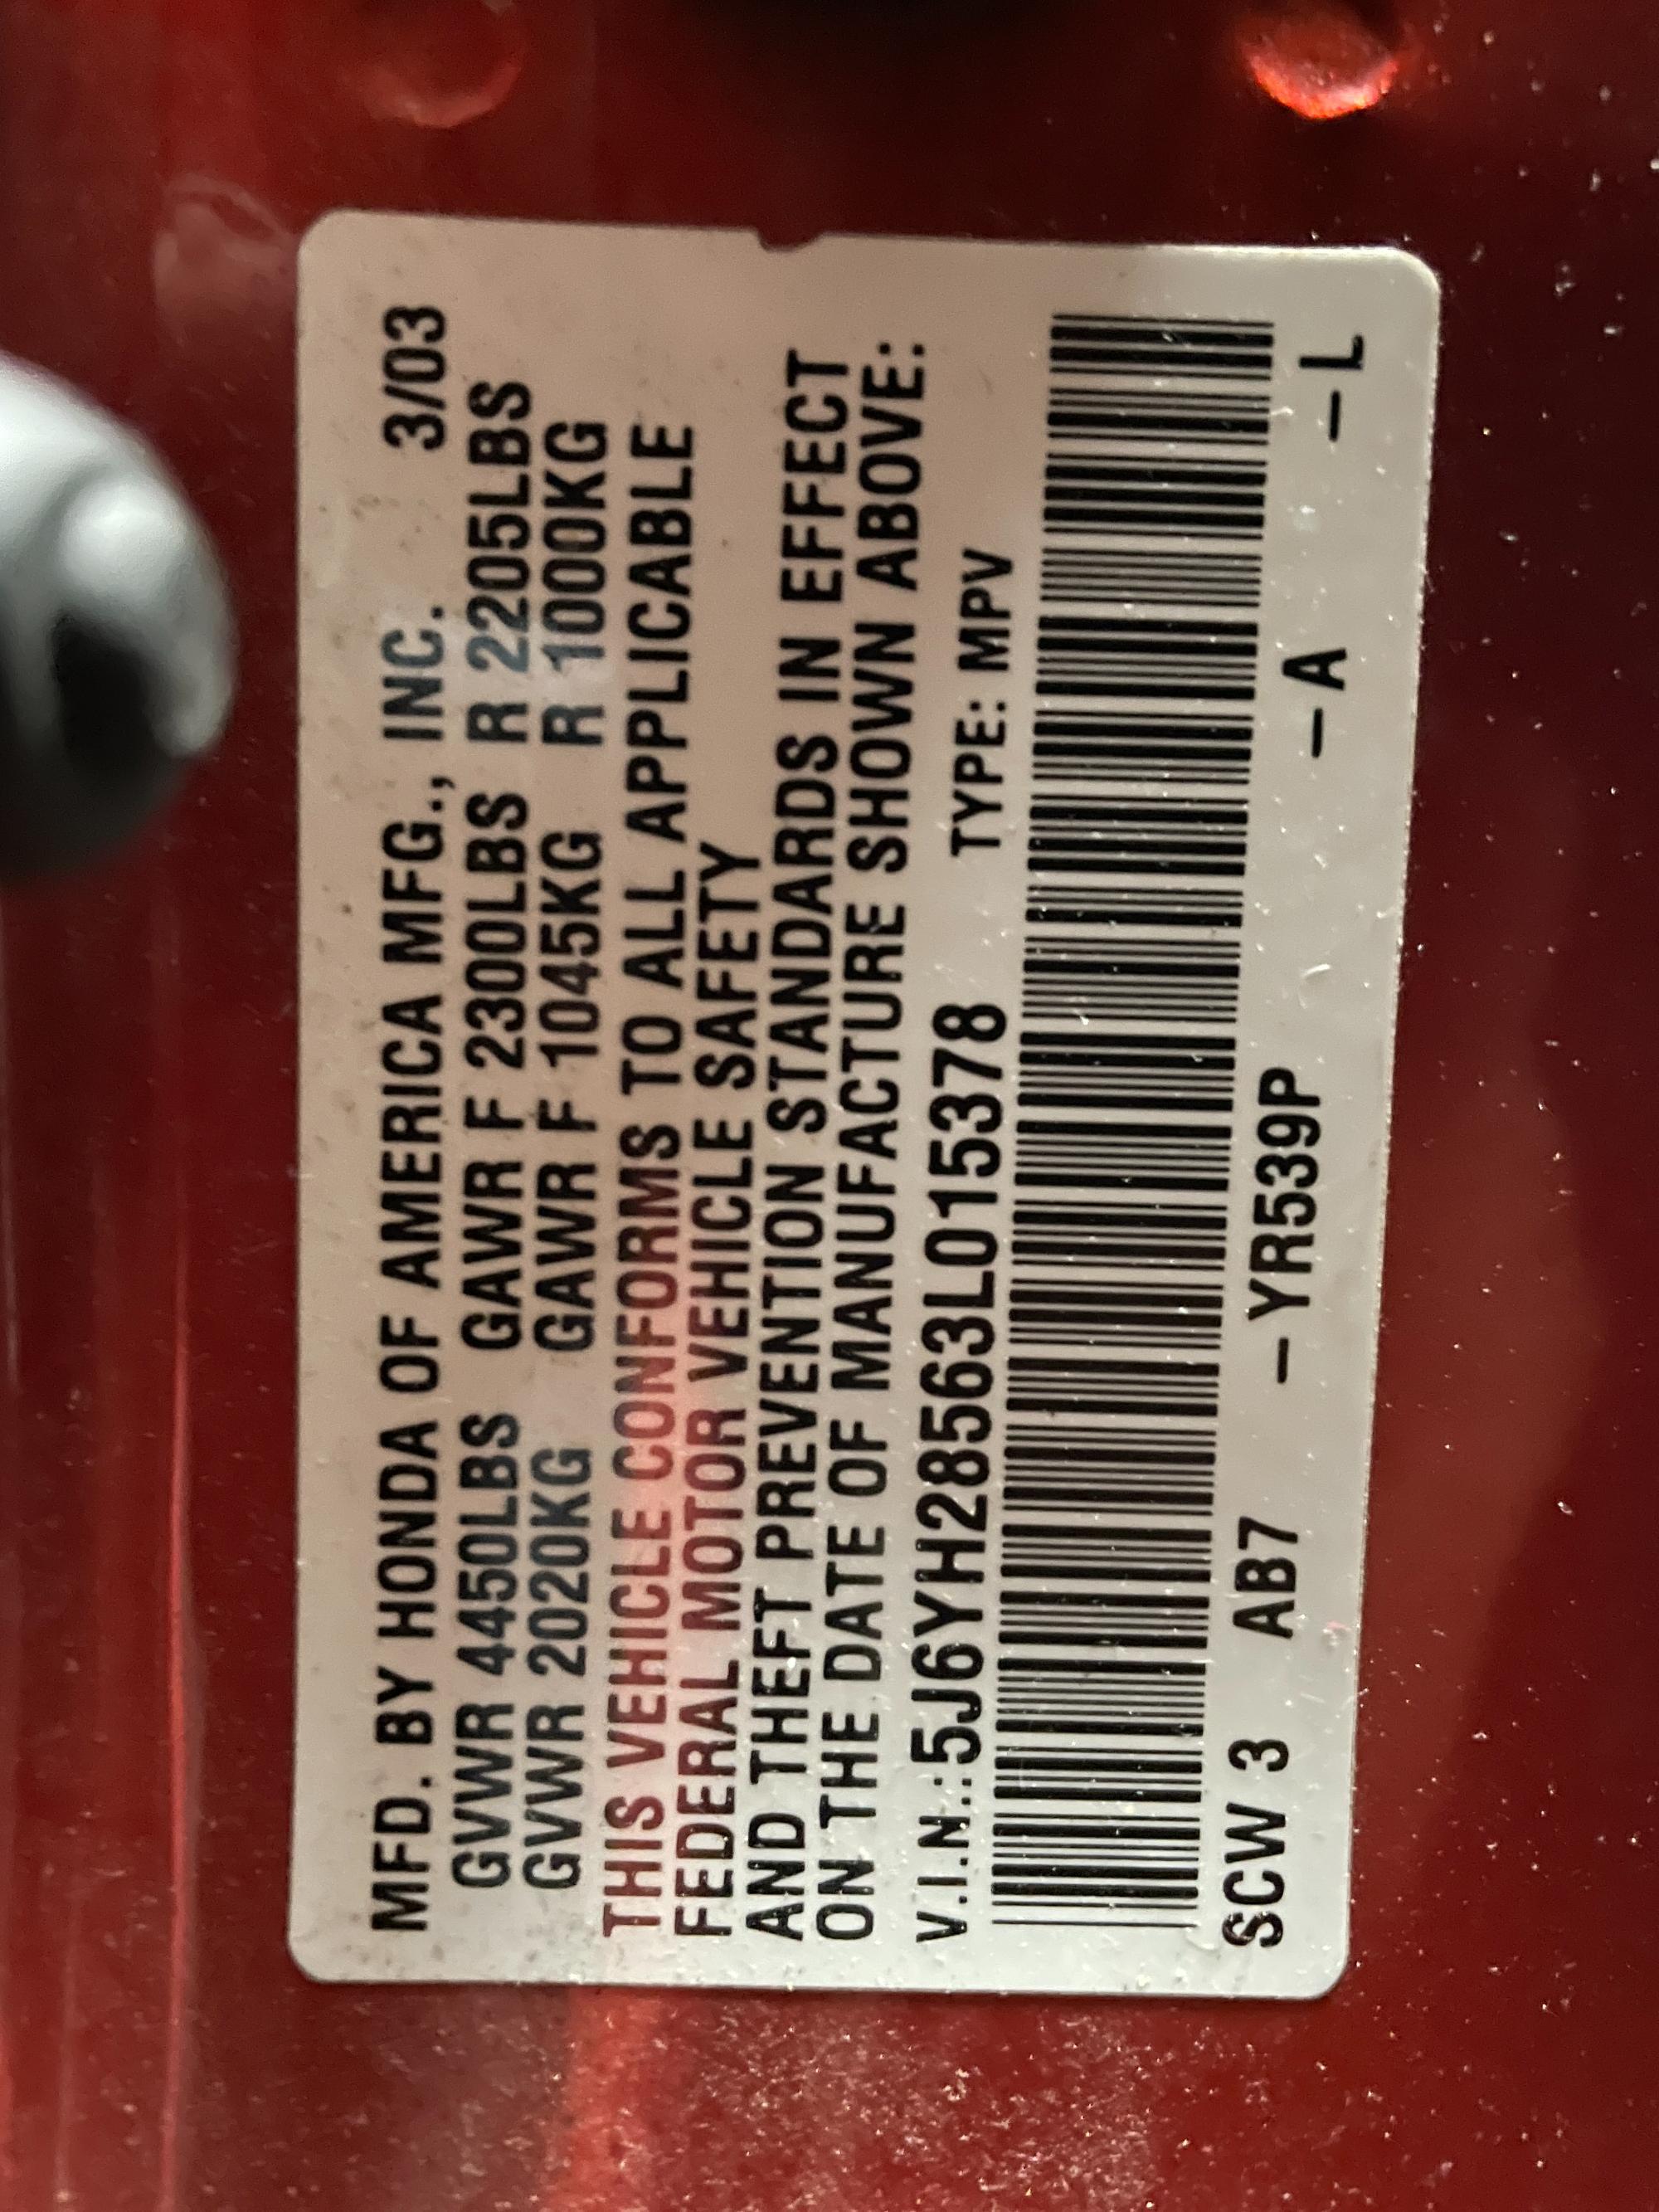 MFD. BY HONDA OF AMERICA MFG., INC. 3/03
GVWR 4450LBS GAWR F 2300LBS R 2205LBS
GVWR 2020KG GAWR F 1045KG R 1000KG
THIS VEHICLE CONFORMS TO ALL APPLICABLE
FEDERAL MOTOR VEHICLE SAFETY
AND THEFT PREVENTION STANDARDS IN EFFECT
ON THE DATE OF MANUFACTURE SHOWN ABOVE:
V.I.N.:5J6YH28563L015378 TYPE: MPV
SCW 3 AB7 –YR539P –A –L